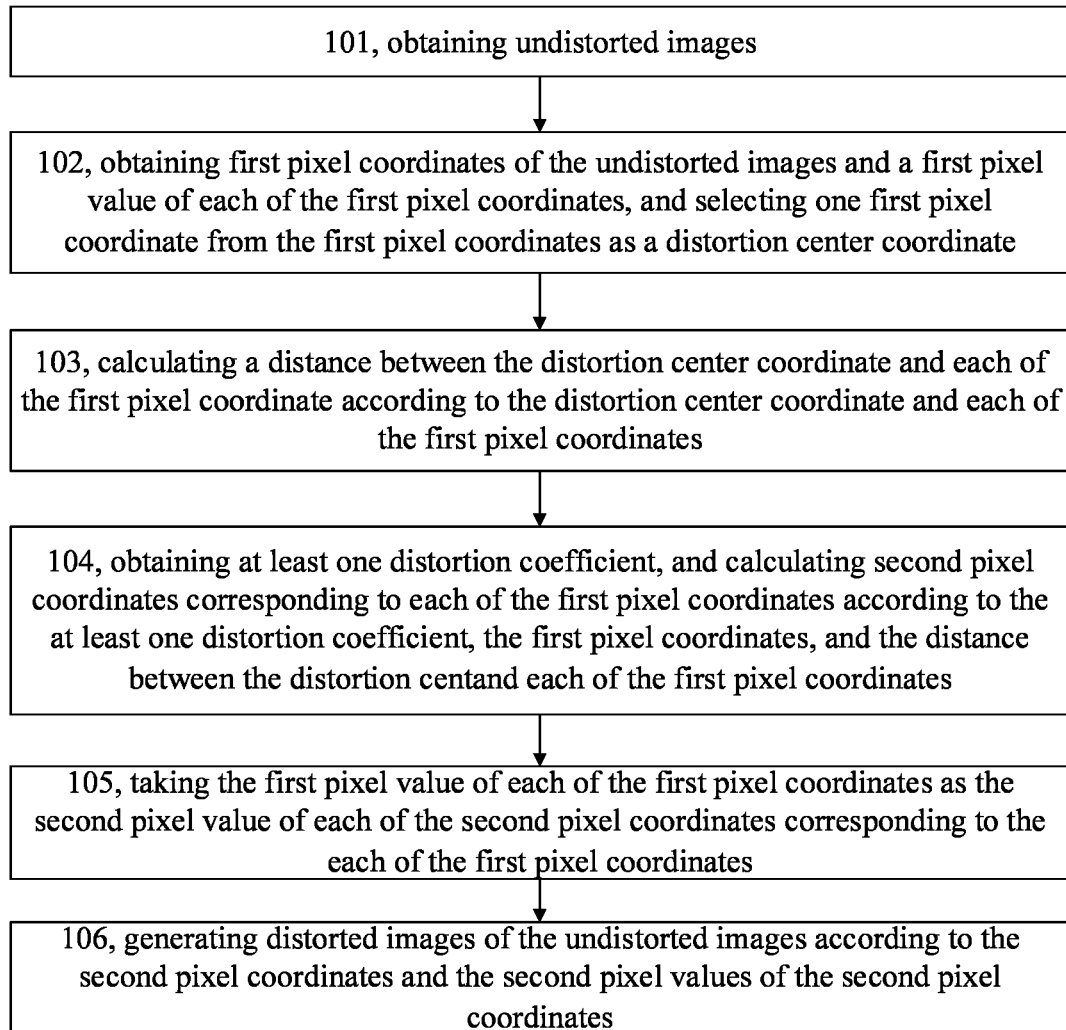 101, obtaining undistorted images
102, obtaining first pixel coordinates of the undistorted images and a first pixel
value of each of the first pixel coordinates, and selecting one first pixel
coordinate from the first pixel coordinates as a distortion center coordinate
103, calculating a distance between the distortion center coordinate and each of
the first pixel coordinate according to the distortion center coordinate and each of
the first pixel coordinates
104, obtaining at least one distortion coefficient, and calculating second pixel
coordinates corresponding to each of the first pixel coordinates according to the
at least one distortion coefficient, the first pixel coordinates, and the distance
between the distortion centand each of the first pixel coordinates
105, taking the first pixel value of each of the first pixel coordinates as the
second pixel value of each of the second pixel coordinates corresponding to the
each of the first pixel coordinates
106, generating distorted images of the undistorted images according to the
second pixel coordinates and the second pixel values of the second pixel
coordinates